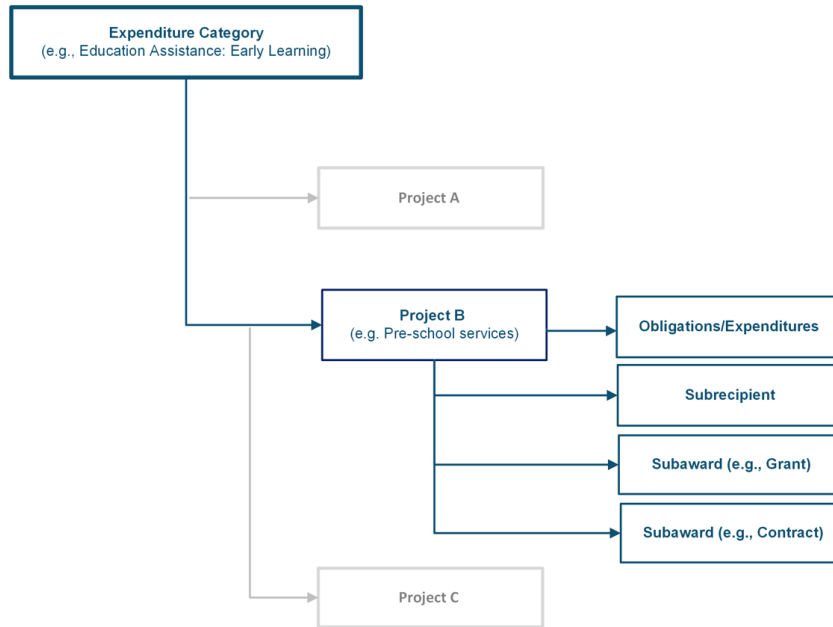 Expenditure Category
(e.g., Education Assistance: Early Learning)
Project A
Project B
(e.g. Pre-school services)
Obligations/Expenditures
Subrecipient
Subaward (e.g., Grant)
Subaward (e.g., Contract)
Project C